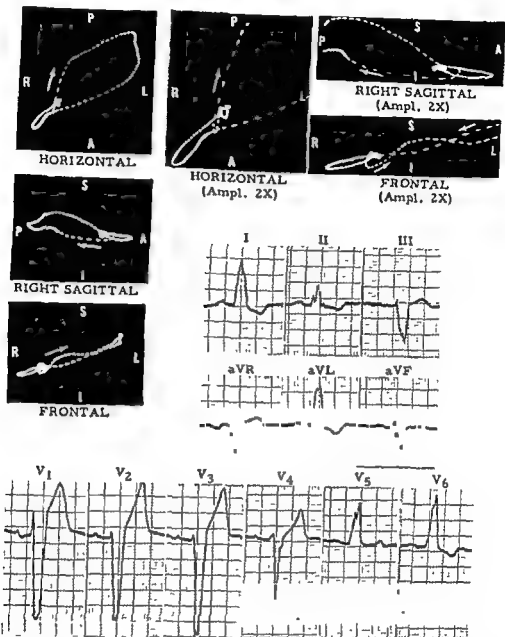 P
R
L
A
HORIZONTAL
P
R
L
A
HORIZONTAL
(Ampl. 2X)
S
P
A
I
RIGHT SAGITTAL
(Ampl. 2X)
S
R
L
I
FRONTAL
(Ampl. 2X)
S
P
A
I
RIGHT SAGITTAL
S
R
L
I
FRONTAL
I II III
aVR aVL aVF
V1 V2 V3 V4 V5 V6